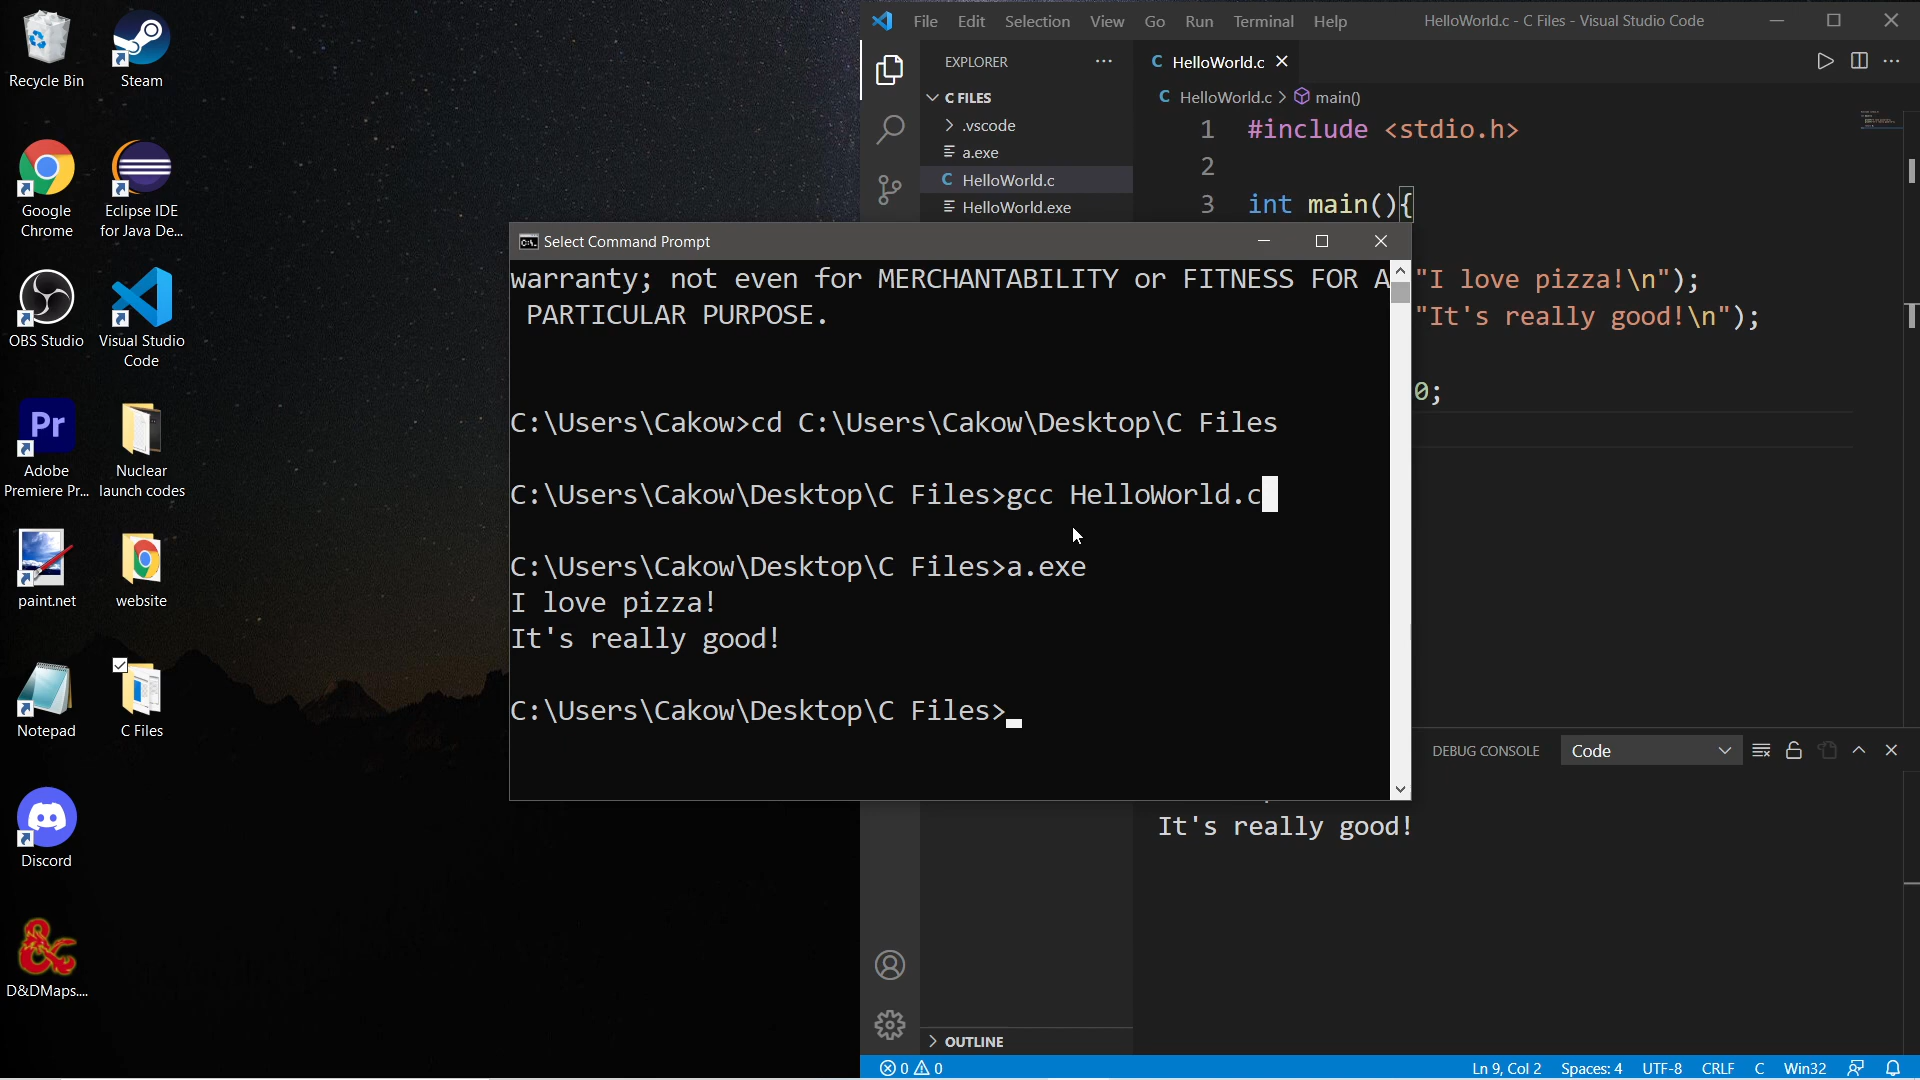 Recycle Bin
Steam
Google
Chrome
Eclipse IDE
for Java De...
OBS Studio
Visual Studio
Code
Pr
Adobe
Premiere Pr...
Nuclear
launch codes
paint.net
website
Notepad
C Files
Discord
D&DMaps....
File Edit Selection View Go Run Terminal Help
HelloWorld.c - C Files - Visual Studio Code
EXPLORER
C FILES
.vscode
a.exe
C HelloWorld.c
HelloWorld.exe
C HelloWorld.c
C HelloWorld.c > main()
1 #include <stdio.h>
2
3 int main(){
"I love pizza!\n");
"It's really good!\n");
0;
C:\. Select Command Prompt
warranty; not even for MERCHANTABILITY or FITNESS FOR A
PARTICULAR PURPOSE.
C:\Users\Cakow>cd C:\Users\Cakow\Desktop\C Files
C:\Users\Cakow\Desktop\C Files>gcc HelloWorld.c
C:\Users\Cakow\Desktop\C Files>a.exe
I love pizza!
It's really good!
C:\Users\Cakow\Desktop\C Files>
DEBUG CONSOLE
Code
It's really good!
OUTLINE
0 0
Ln 9, Col 2 Spaces: 4 UTF-8 CRLF C Win32